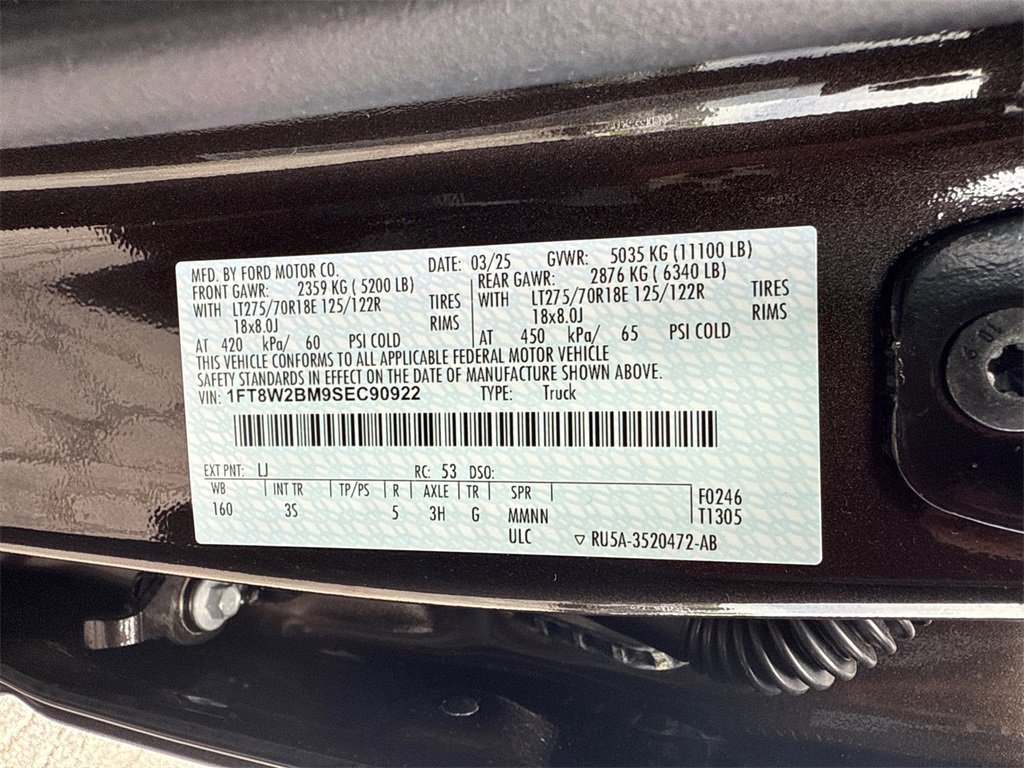 MFD. BY FORD MOTOR CO. DATE: 03/25 GVWR: 5035 KG (11100 LB)
FRONT GAWR: 2359 KG ( 5200 LB) REAR GAWR: 2876 KG ( 6340 LB)
WITH LT275/70R18E 125/122R TIRES WITH LT275/70R18E 125/122R TIRES
18x8.0J RIMS 18x8.0J RIMS
AT 420 kPa/ 60 PSI COLD AT 450 kPa/ 65 PSI COLD
THIS VEHICLE CONFORMS TO ALL APPLICABLE FEDERAL MOTOR VEHICLE
SAFETY STANDARDS IN EFFECT ON THE DATE OF MANUFACTURE SHOWN ABOVE.
VIN: 1FT8W2BM9SEC90922 TYPE: Truck
EXT PNT: LJ RC: 53 DSO:
WB INT TR TP/PS R AXLE TR SPR F0246
160 3S 5 3H G MMNN T1305
ULC ▽ RU5A-3520472-AB
10.9